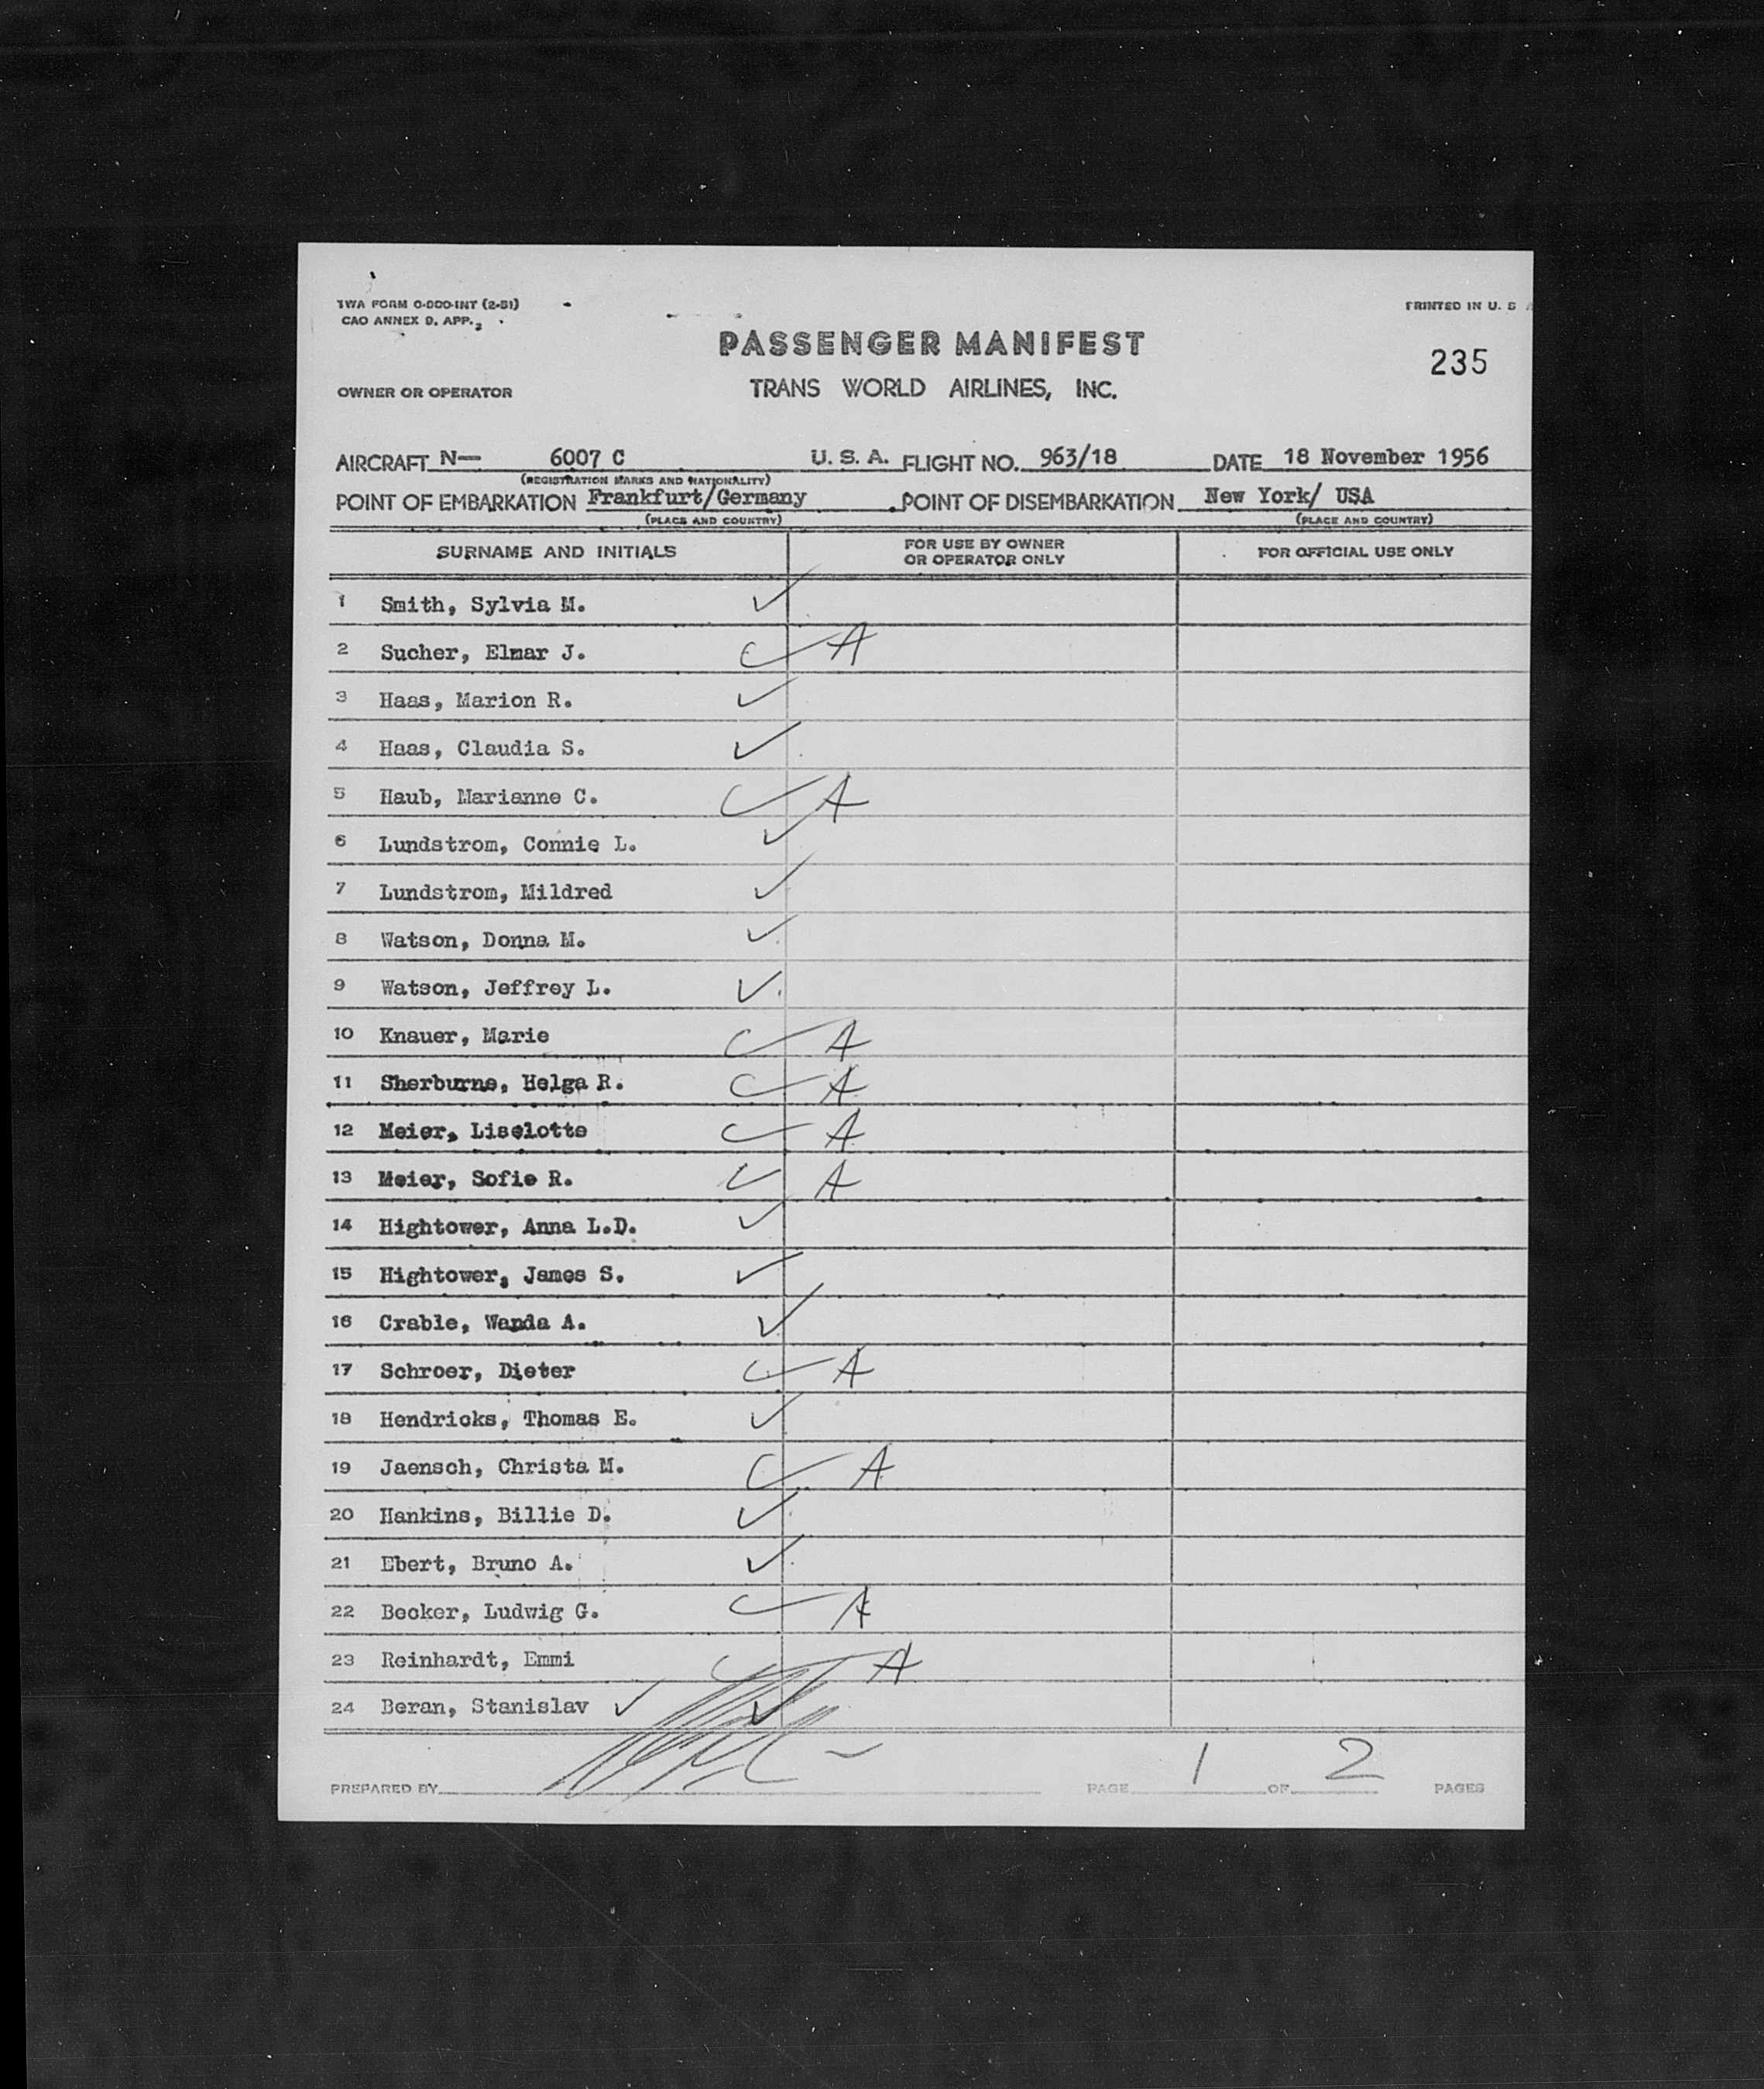 TWA FORM O-000-INT (2-51)
CAO ANNEX 9, APP. 3
PRINTED IN U. S
PASSENGER MANIFEST
235
OWNER OR OPERATOR
TRANS WORLD AIRLINES, INC.
AIRCRAFT N— 6007 C U. S. A. FLIGHT NO. 963/18 DATE 18 November 1956
(REGISTRATION MARKS AND NATIONALITY)
POINT OF EMBARKATION Frankfurt/Germany POINT OF DISEMBARKATION New York/ USA
(PLACE AND COUNTRY) (PLACE AND COUNTRY)
SURNAME AND INITIALS FOR USE BY OWNER OR OPERATOR ONLY FOR OFFICIAL USE ONLY
1 Smith, Sylvia M. ✓
2 Sucher, Elmar J. ✓ A
3 Haas, Marion R. ✓
4 Haas, Claudia S. ✓
5 Haub, Marianne C. ✓ A
6 Lundstrom, Connie L. ✓
7 Lundstrom, Mildred ✓
8 Watson, Donna M. ✓
9 Watson, Jeffrey L. ✓
10 Knauer, Marie ✓ A
11 Sherburne, Helga R. ✓ A
12 Meier, Liselotte ✓ A
13 Meier, Sofie R. ✓ A
14 Hightower, Anna L.D. ✓
15 Hightower, James S. ✓
16 Crable, Wanda A. ✓
17 Schroer, Dieter ✓ A
18 Hendricks, Thomas E. ✓
19 Jaensch, Christa M. ✓ A
20 Hankins, Billie D. ✓
21 Ebert, Bruno A. ✓
22 Becker, Ludwig G. ✓ A
23 Reinhardt, Emmi ✓ A
24 Beran, Stanislav ✓ ✓
PREPARED BY PAGE 1 OF 2 PAGES